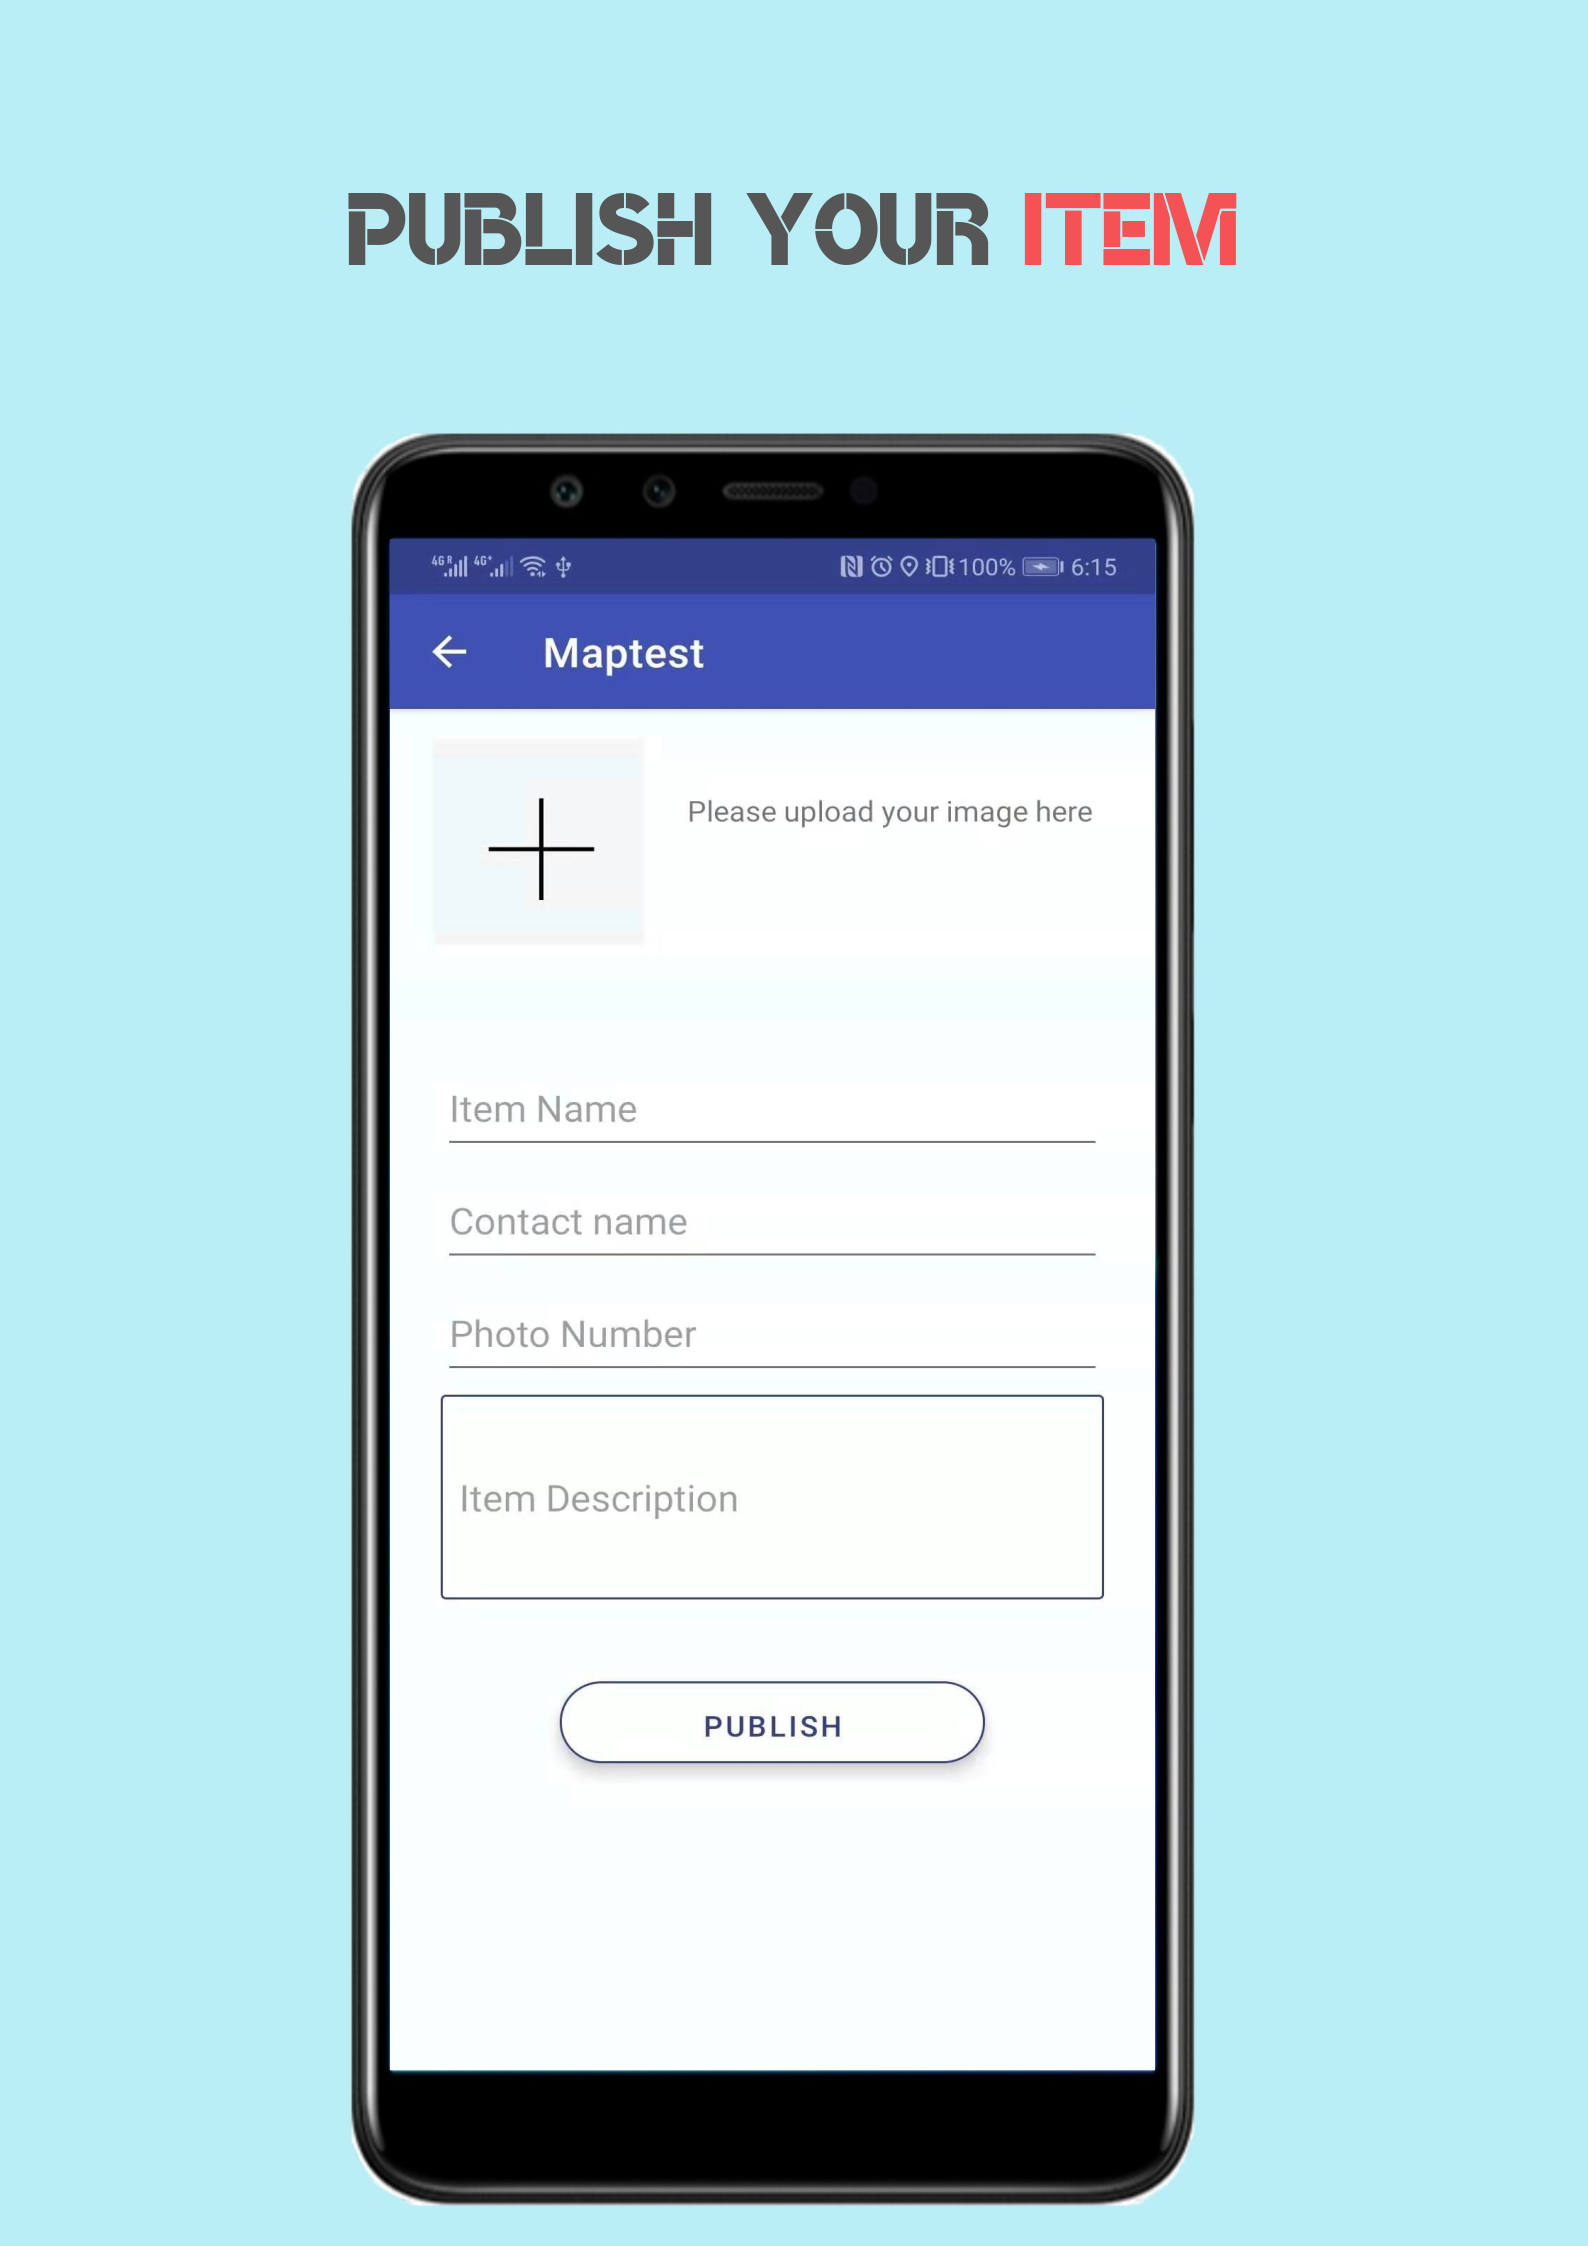 PUBLISH YOUR ITEM
4G R 4G+ 100% 6:15
Maptest
Please upload your image here
Item Name
Contact name
Photo Number
Item Description
PUBLISH